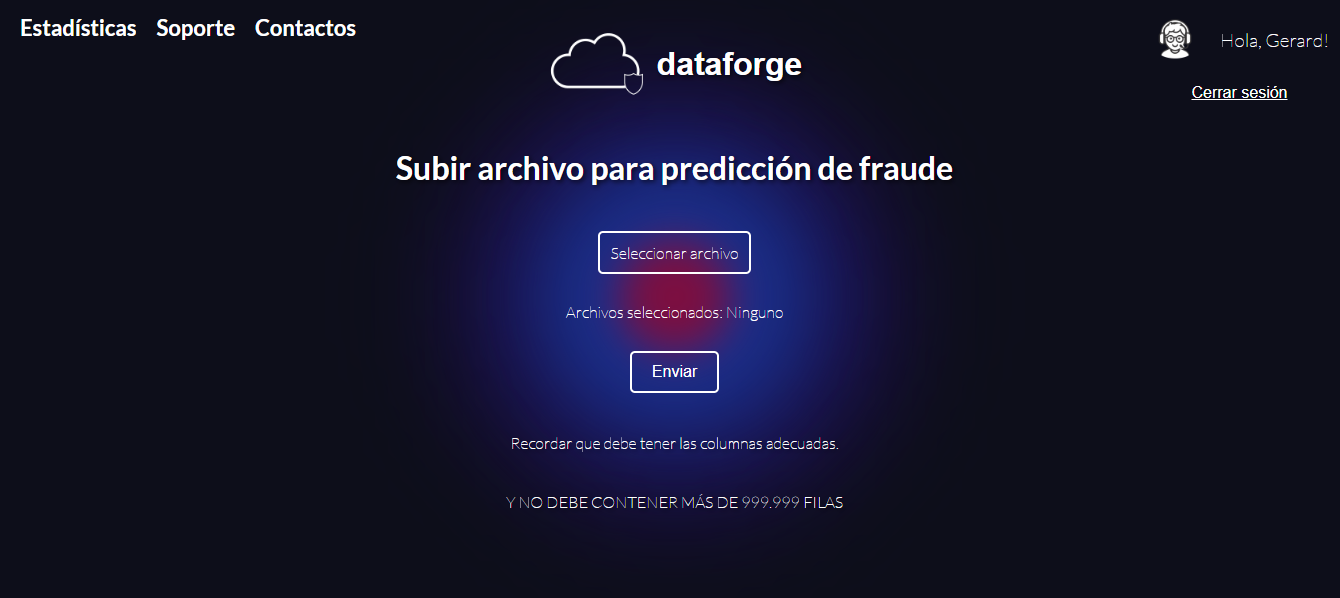 Estadísticas Soporte Contactos
dataforge
Hola, Gerard!
Cerrar sesión
Subir archivo para predicción de fraude
Seleccionar archivo
Archivos seleccionados: Ninguno
Enviar
Recordar que debe tener las columnas adecuadas.
Y NO DEBE CONTENER MÁS DE 999.999 FILAS